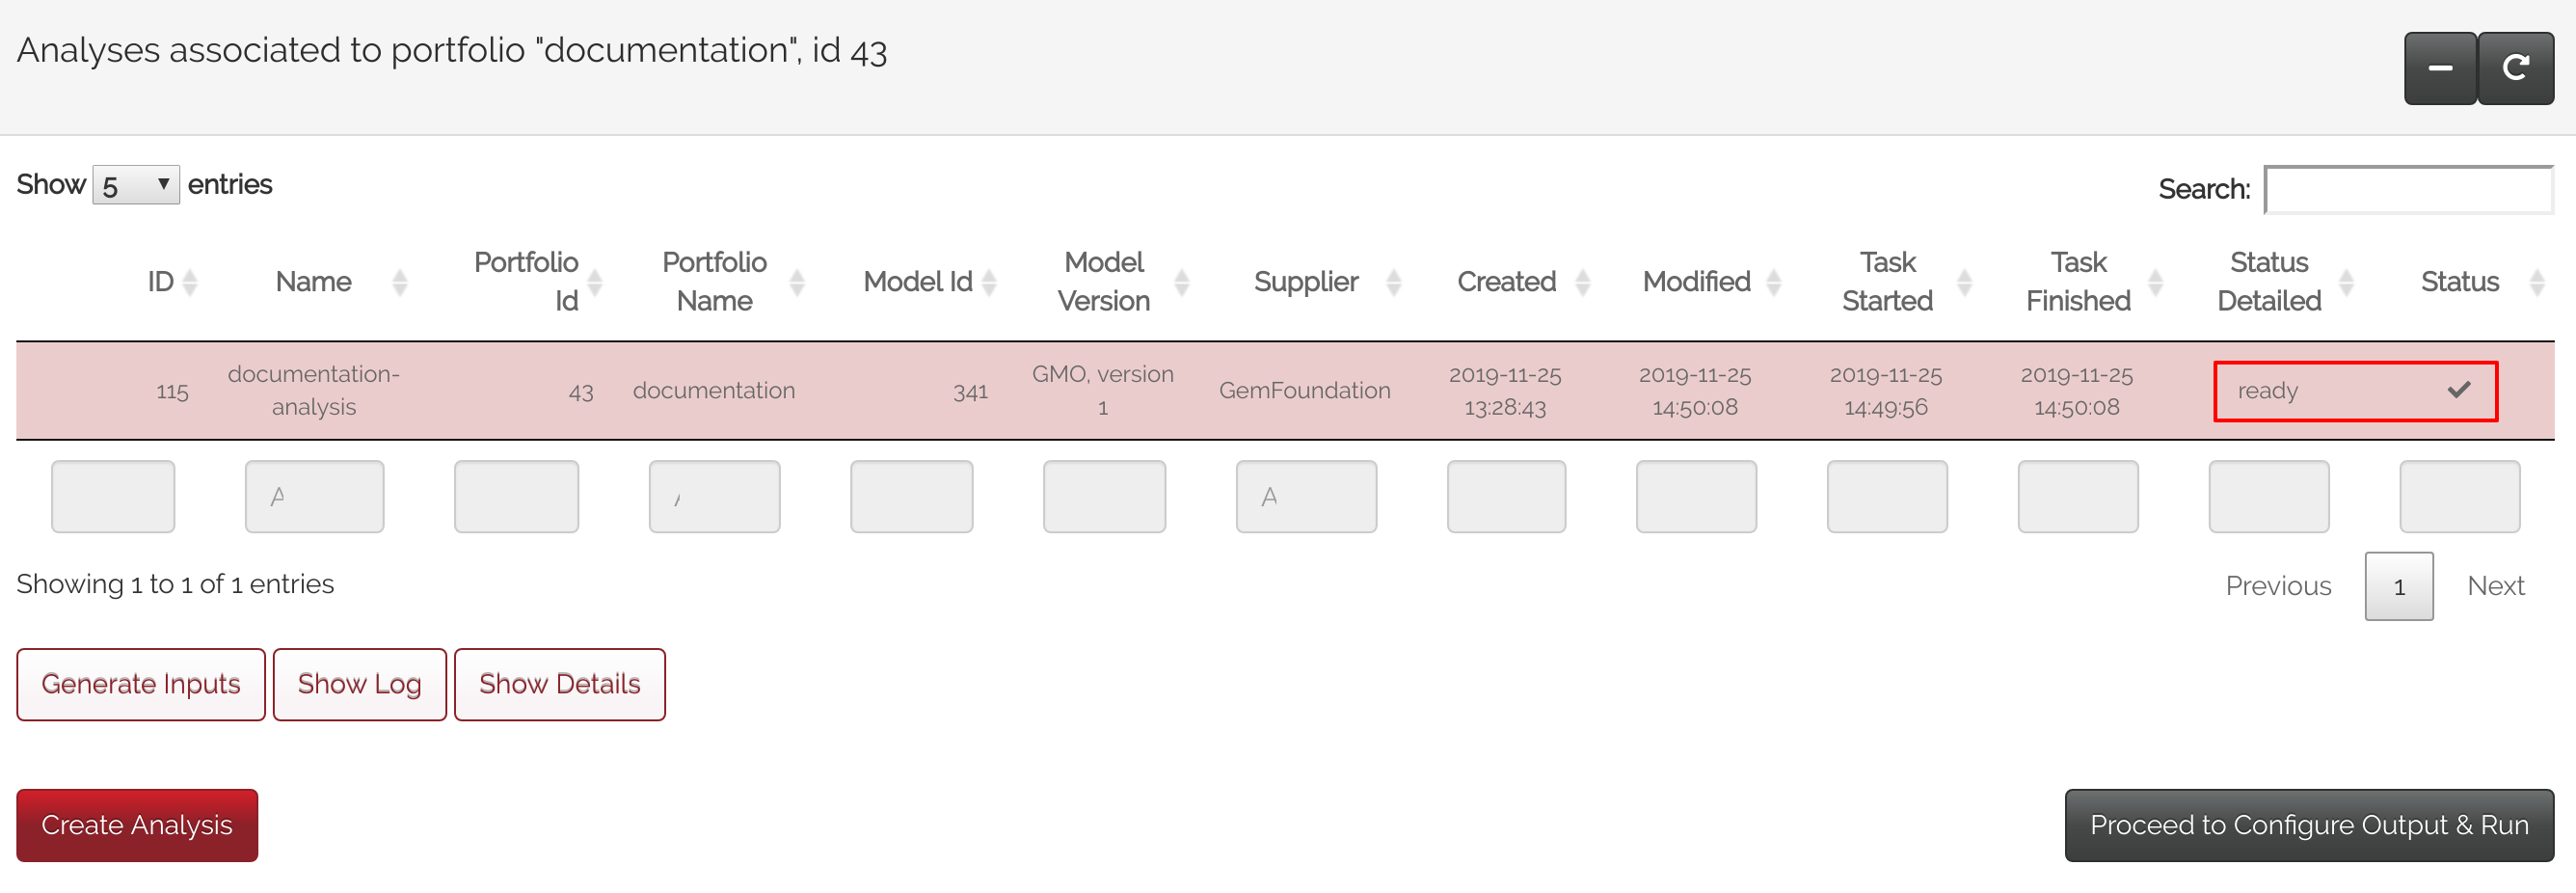 Analyses associated to portfolio "documentation", id 43
Show 5 entries
Search:
ID Name Portfolio Id Portfolio Name Model Id Model Version Supplier Created Modified Task Started Task Finished Status Detailed Status
115 documentation-analysis 43 documentation 341 GMO, version 1 GemFoundation 2019-11-25 13:28:43 2019-11-25 14:50:08 2019-11-25 14:49:56 2019-11-25 14:50:08 ready
A A
Showing 1 to 1 of 1 entries
Previous 1 Next
Generate Inputs Show Log Show Details
Create Analysis Proceed to Configure Output & Run